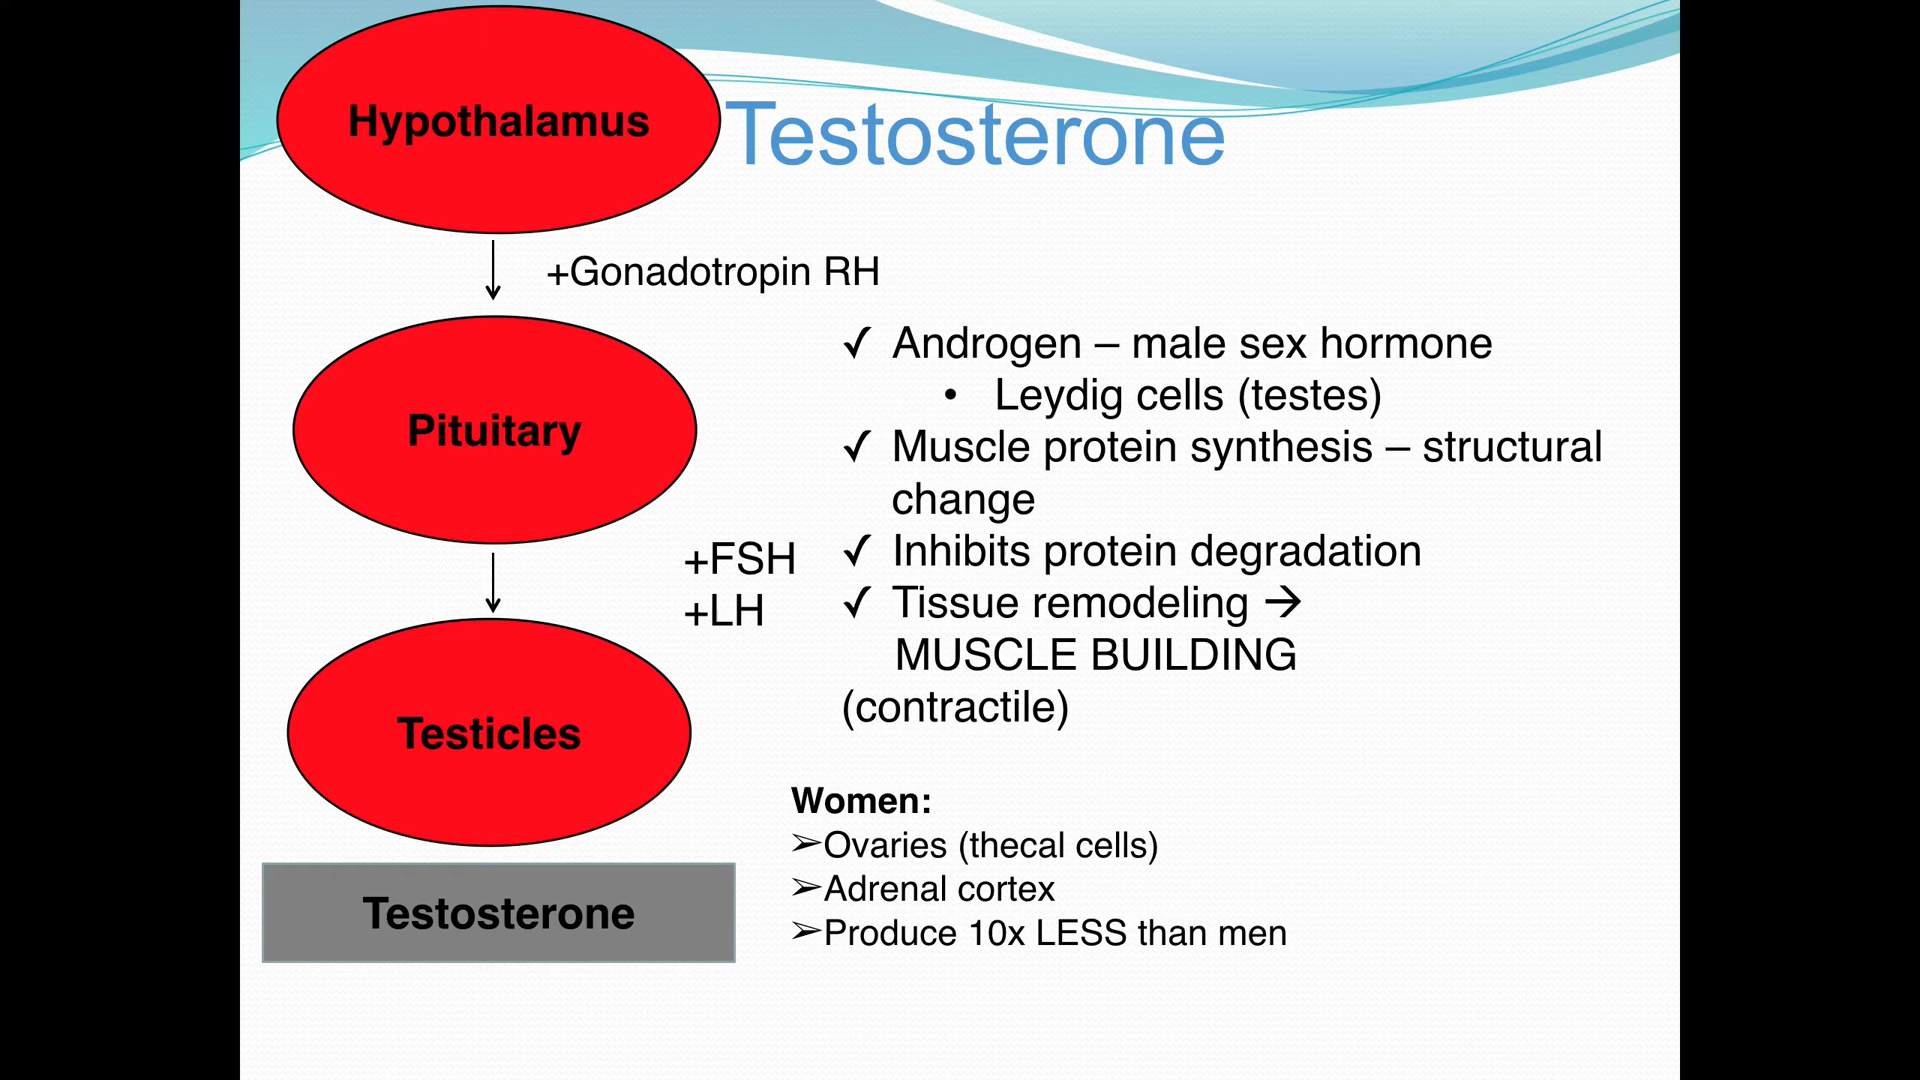 Hypothalamus
Testosterone
+Gonadotropin RH
Pituitary
+FSH
+LH
Testicles
Testosterone
✓ Androgen – male sex hormone
• Leydig cells (testes)
✓ Muscle protein synthesis – structural
change
✓ Inhibits protein degradation
✓ Tissue remodeling →
MUSCLE BUILDING
(contractile)
Women:
➢Ovaries (thecal cells)
➢Adrenal cortex
➢Produce 10x LESS than men